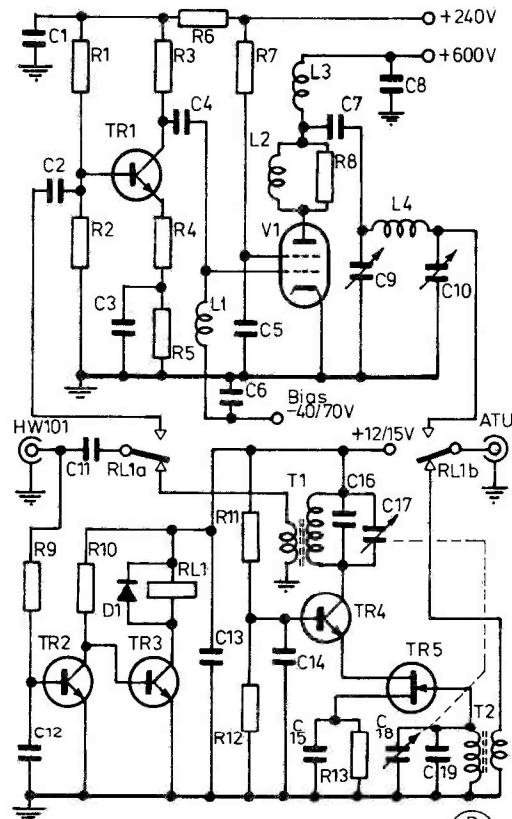 C1
R1
R3
R6
R7
+240V
+600V
L3
C8
C4
C7
TR1
L2
R8
C2
V1
L4
R2
R4
C9
C10
C3
L1
R5
C5
C6
Bias
-40/70V
HW101
C11
RL1a
+12/15V
ATU
RL1b
T1
C16
C17
R9
R10
R11
RL1
D1
TR4
TR2
TR3
C13
C14
TR5
C12
R12
C15
R13
C18
C19
T2